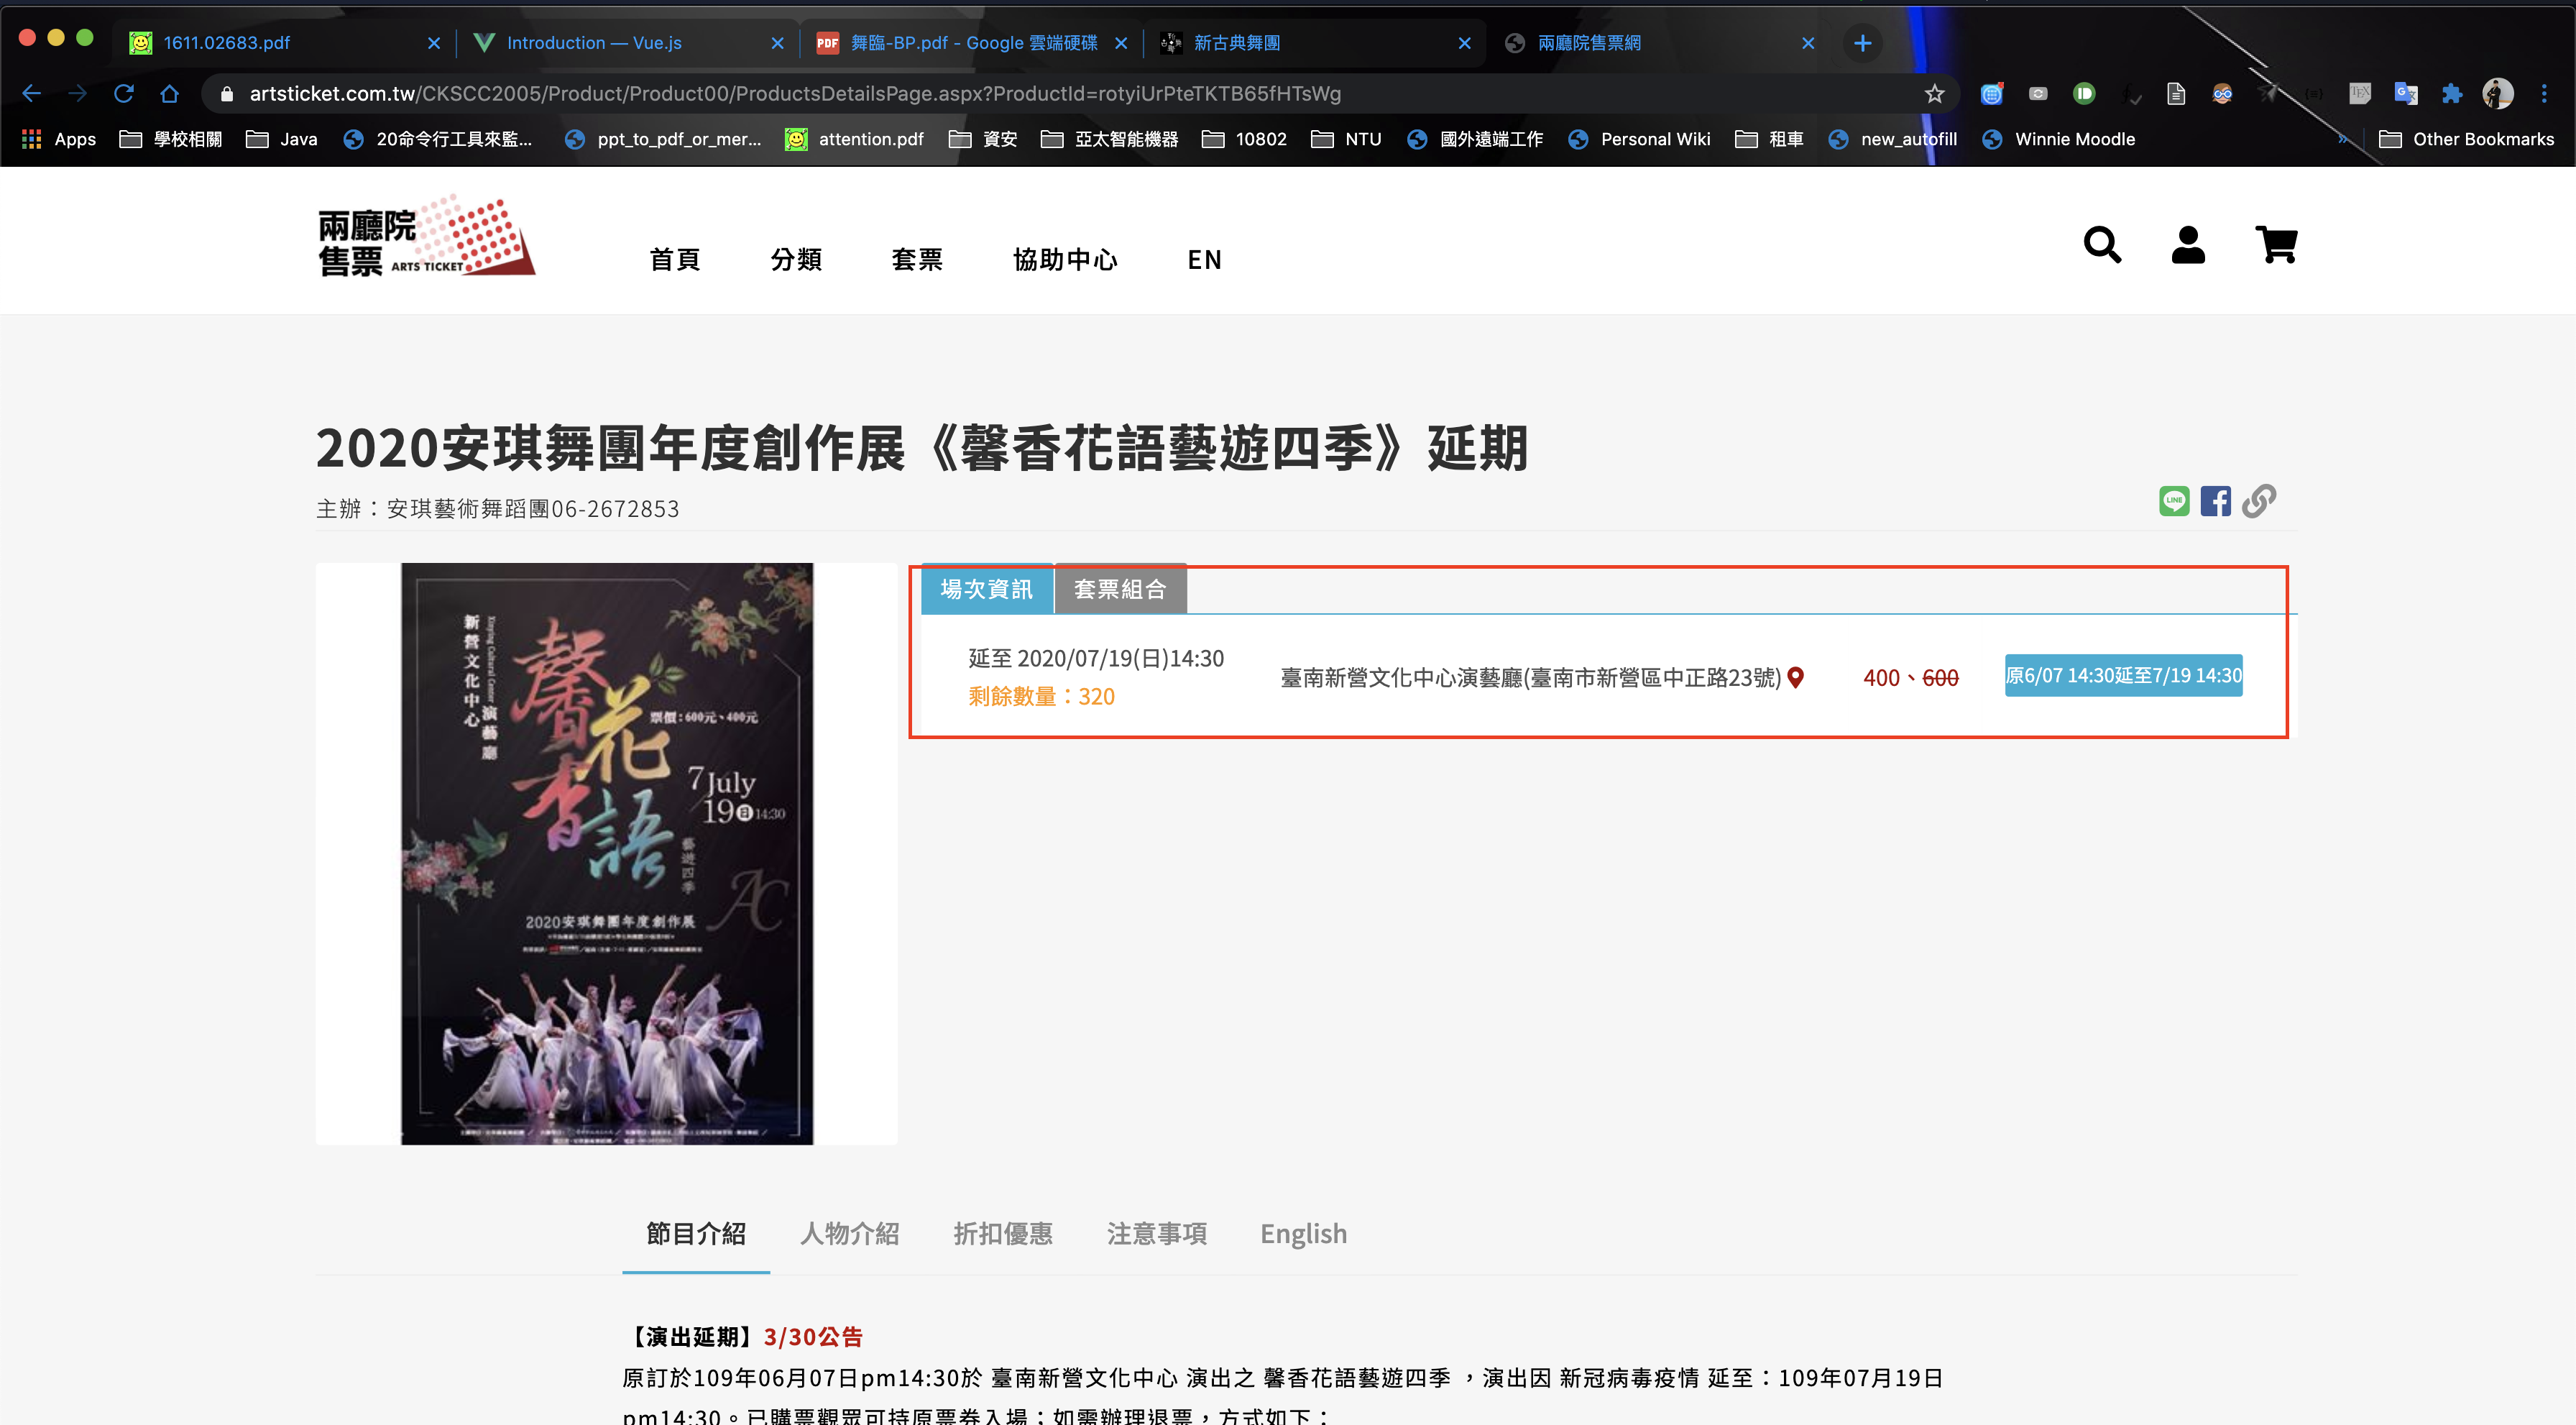 1611.02683.pdf
Introduction — Vue.js
PDF 舞臨-BP.pdf - Google 雲端硬碟
新古典舞團
兩廳院售票網
artsticket.com.tw/CKSCC2005/Product/Product00/ProductsDetailsPage.aspx?ProductId=rotyiUrPteTKTB65fHTsWg
Apps 學校相關 Java 20命令行工具來監... ppt_to_pdf_or_mer... attention.pdf 資安 亞太智能機器 10802 NTU 國外遠端工作 Personal Wiki 租車 new_autofill Winnie Moodle » Other Bookmarks
兩廳院
售票 ARTS TICKET
首頁 分類 套票 協助中心 EN
2020安琪舞團年度創作展《馨香花語藝遊四季》延期
主辦：安琪藝術舞蹈團06-2672853
LINE
場次資訊 套票組合
延至 2020/07/19(日)14:30
剩餘數量：320
臺南新營文化中心演藝廳(臺南市新營區中正路23號)
400、600
原6/07 14:30延至7/19 14:30
新營文化中心
Xinying Cultural Center 演藝廳
馨香花語
票價：600元、400元
7 July
19 日 14:30
藝遊四季
AC
2020安琪舞團年度創作展
節目介紹 人物介紹 折扣優惠 注意事項 English
【演出延期】3/30公告
原訂於109年06月07日pm14:30於 臺南新營文化中心 演出之 馨香花語藝遊四季 ，演出因 新冠病毒疫情 延至：109年07月19日
pm14:30。已購票觀眾可持原票券入場；如需辦理退票，方式如下：